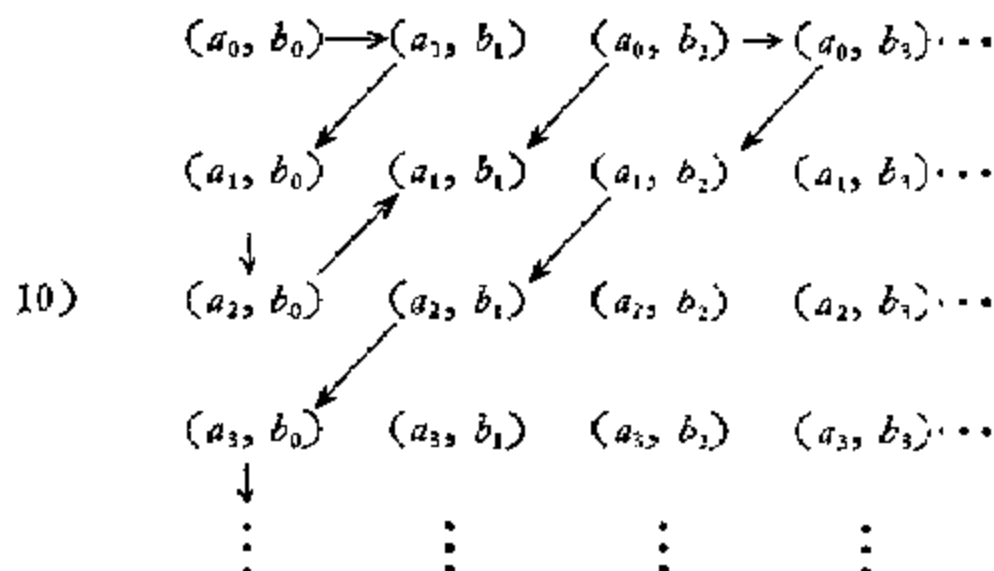 (a₀, b₀)→(a₀, b₁) (a₀, b₂)→(a₀, b₃)···
(a₁, b₀) (a₁, b₁) (a₁, b₂) (a₁, b₃)···
10) (a₂, b₀) (a₂, b₁) (a₂, b₂) (a₂, b₃)···
(a₃, b₀) (a₃, b₁) (a₃, b₂) (a₃, b₃)···